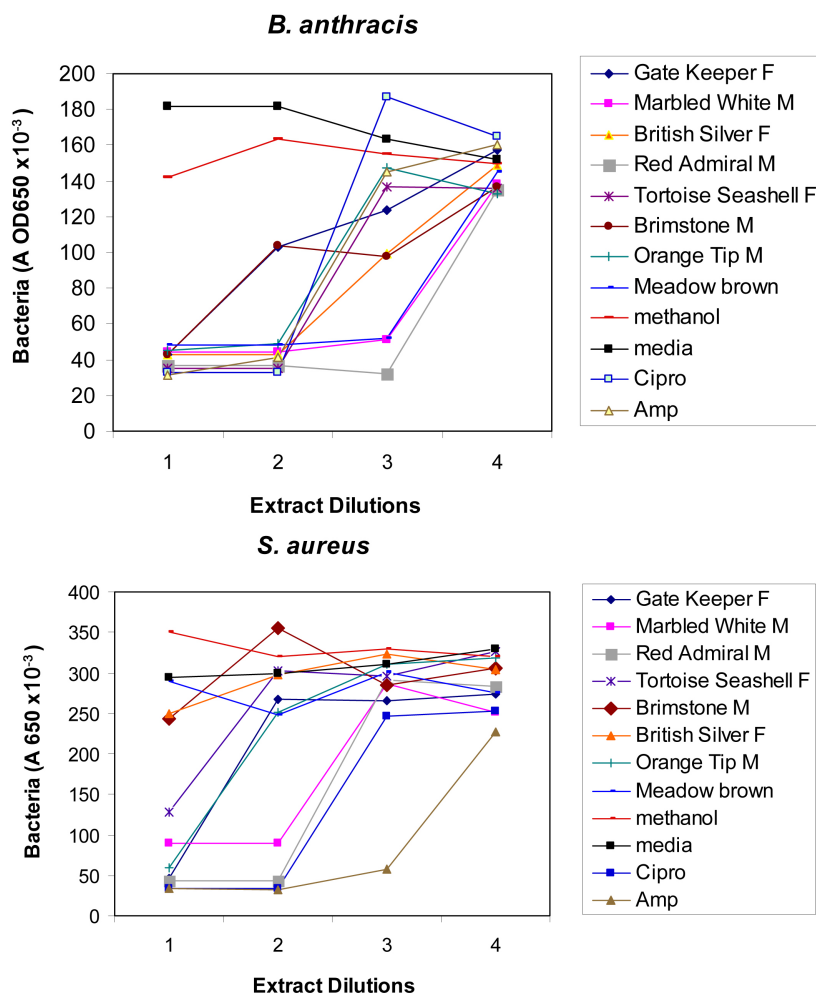 B. anthracis
Bacteria (A OD650 x10-3)
200
180
160
140
120
100
80
60
40
20
0
1 2 3 4
Extract Dilutions
Gate Keeper F
Marbled White M
British Silver F
Red Admiral M
Tortoise Seashell F
Brimstone M
Orange Tip M
Meadow brown
methanol
media
Cipro
Amp
S. aureus
Bacteria (A 650 x10-3)
400
350
300
250
200
150
100
50
0
1 2 3 4
Extract Dilutions
Gate Keeper F
Marbled White M
Red Admiral M
Tortoise Seashell F
Brimstone M
British Silver F
Orange Tip M
Meadow brown
methanol
media
Cipro
Amp